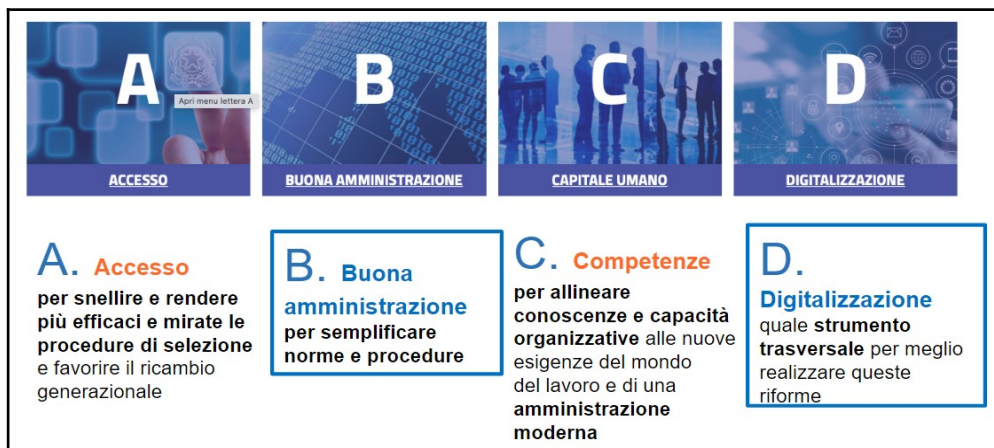 A
Apri menu lettera A
ACCESSO
B
BUONA AMMINISTRAZIONE
C
CAPITALE UMANO
D
DIGITALIZZAZIONE
A. Accesso
per snellire e rendere
più efficaci e mirate le
procedure di selezione
e favorire il ricambio
generazionale
B. Buona
amministrazione
per semplificare
norme e procedure
C. Competenze
per allineare
conoscenze e capacità
organizzative alle nuove
esigenze del mondo
del lavoro e di una
amministrazione
moderna
D.
Digitalizzazione
quale strumento
trasversale per meglio
realizzare queste
riforme